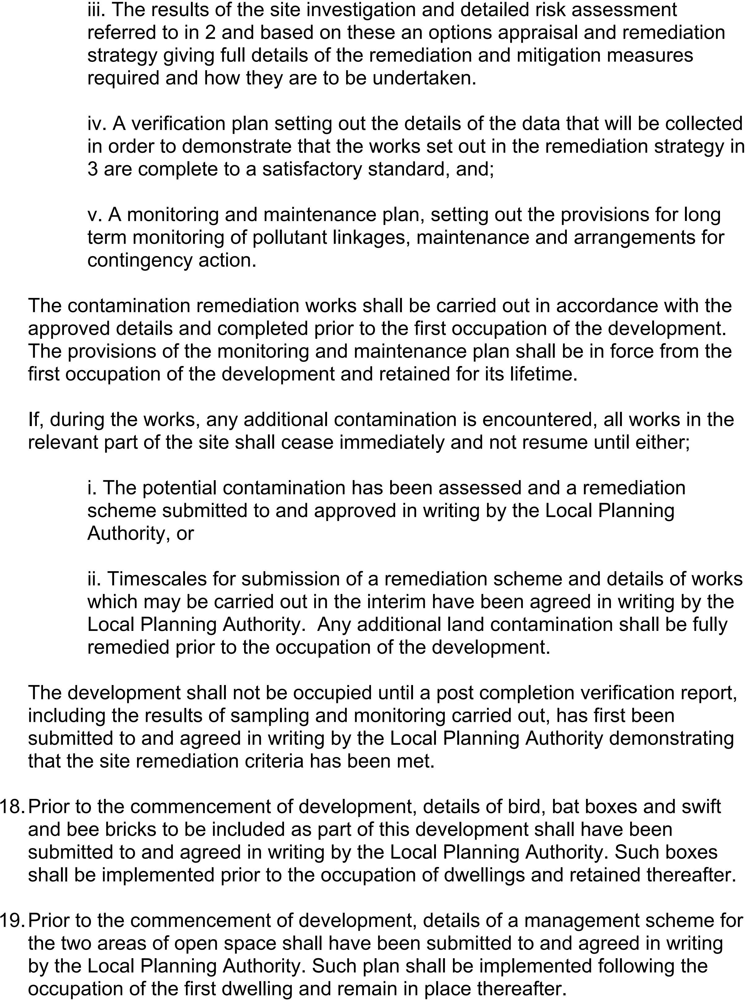 iii. The results of the site investigation and detailed risk assessment
referred to in 2 and based on these an options appraisal and remediation
strategy giving full details of the remediation and mitigation measures
required and how they are to be undertaken.
iv. A verification plan setting out the details of the data that will be collected
in order to demonstrate that the works set out in the remediation strategy in
3 are complete to a satisfactory standard, and;
v. A monitoring and maintenance plan, setting out the provisions for long
term monitoring of pollutant linkages, maintenance and arrangements for
contingency action.
The contamination remediation works shall be carried out in accordance with the
approved details and completed prior to the first occupation of the development.
The provisions of the monitoring and maintenance plan shall be in force from the
first occupation of the development and retained for its lifetime.
If, during the works, any additional contamination is encountered, all works in the
relevant part of the site shall cease immediately and not resume until either;
i. The potential contamination has been assessed and a remediation
scheme submitted to and approved in writing by the Local Planning
Authority, or
ii. Timescales for submission of a remediation scheme and details of works
which may be carried out in the interim have been agreed in writing by the
Local Planning Authority.  Any additional land contamination shall be fully
remedied prior to the occupation of the development.
The development shall not be occupied until a post completion verification report,
including the results of sampling and monitoring carried out, has first been
submitted to and agreed in writing by the Local Planning Authority demonstrating
that the site remediation criteria has been met.
18. Prior to the commencement of development, details of bird, bat boxes and swift
and bee bricks to be included as part of this development shall have been
submitted to and agreed in writing by the Local Planning Authority. Such boxes
shall be implemented prior to the occupation of dwellings and retained thereafter.
19. Prior to the commencement of development, details of a management scheme for
the two areas of open space shall have been submitted to and agreed in writing
by the Local Planning Authority. Such plan shall be implemented following the
occupation of the first dwelling and remain in place thereafter.